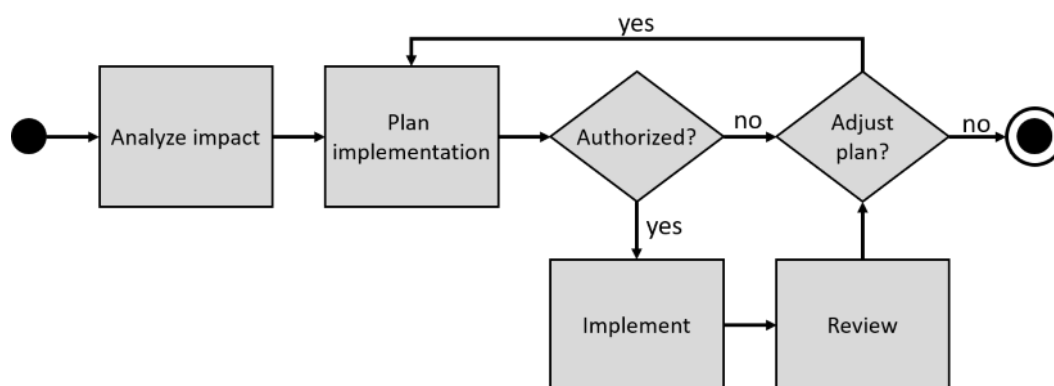 yes
Analyze impact
Plan
implementation
Authorized?
no
Adjust
plan?
no
yes
Implement
Review